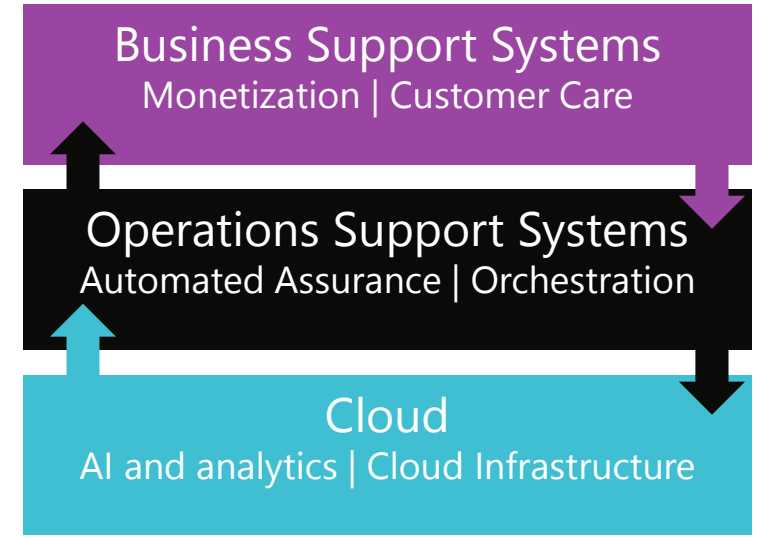 Business Support Systems
Monetization | Customer Care
Operations Support Systems
Automated Assurance | Orchestration
Cloud
AI and analytics | Cloud Infrastructure